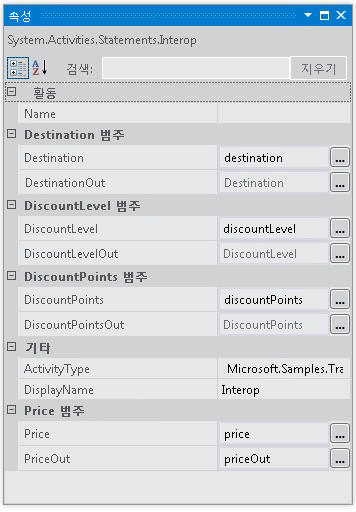 속성
System.Activities.Statements.Interop
검색: 지우기
활동
Name
Destination 범주
Destination destination ...
DestinationOut Destination ...
DiscountLevel 범주
DiscountLevel discountLevel ...
DiscountLevelOut DiscountLevel ...
DiscountPoints 범주
DiscountPoints discountPoints ...
DiscountPointsOut DiscountPoints ...
기타
ActivityType Microsoft.Samples.Tra
DisplayName Interop
Price 범주
Price price ...
PriceOut priceOut ...